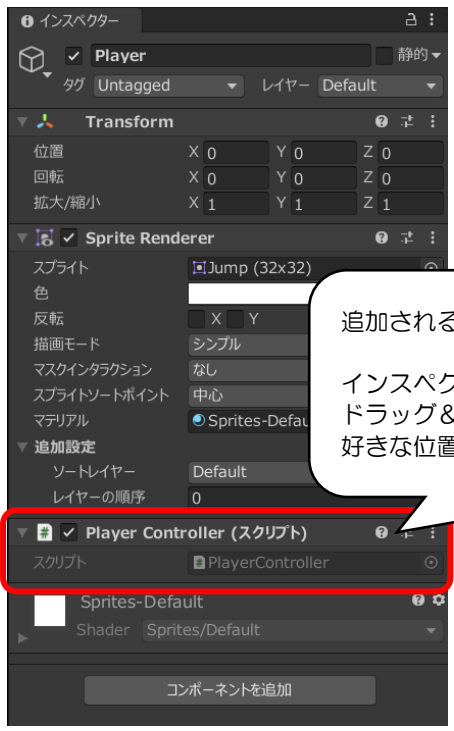 インスペクター
Player
静的
タグ Untagged レイヤー Default
Transform
位置 X 0 Y 0 Z 0
回転 X 0 Y 0 Z 0
拡大/縮小 X 1 Y 1 Z 1
Sprite Renderer
スプライト Jump (32x32)
色
反転 X Y
描画モード シンプル
マスクインタラクション なし
スプライトソートポイント 中心
マテリアル Sprites-Defau
追加設定
ソートレイヤー Default
レイヤーの順序 0
追加される
インスペク
ドラッグ&
好きな位置
Player Controller (スクリプト)
スクリプト PlayerController
Sprites-Default
Shader Sprites/Default
コンポーネントを追加